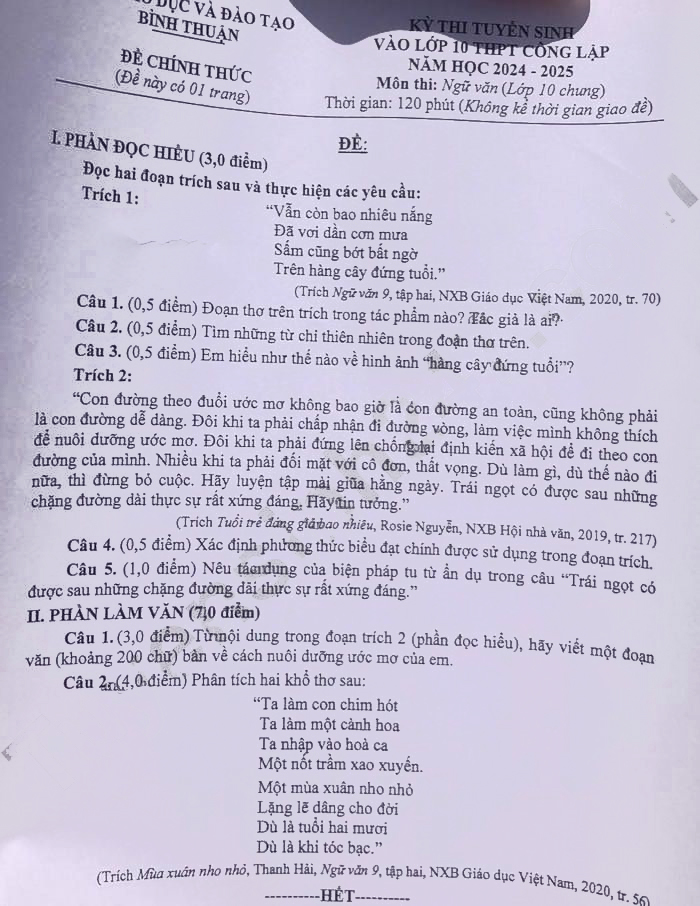 DỤC VÀ ĐÀO TẠO
BÌNH THUẬN
ĐỀ CHÍNH THỨC
(Đề này có 01 trang)
KỲ THI TUYỂN SINH
VÀO LỚP 10 THPT CÔNG LẬP
NĂM HỌC 2024 - 2025
Môn thi: Ngữ văn (Lớp 10 chung)
Thời gian: 120 phút (Không kể thời gian giao đề)
ĐỀ:
I. PHẦN ĐỌC HIỂU (3,0 điểm)
Đọc hai đoạn trích sau và thực hiện các yêu cầu:
Trích 1:
“Vẫn còn bao nhiêu nắng
Đã vơi dần cơn mưa
Sấm cũng bớt bất ngờ
Trên hàng cây đứng tuổi.”
(Trích Ngữ văn 9, tập hai, NXB Giáo dục Việt Nam, 2020, tr. 70)
Câu 1. (0,5 điểm) Đoạn thơ trên trích trong tác phẩm nào? Tác giả là ai?
Câu 2. (0,5 điểm) Tìm những từ chỉ thiên nhiên trong đoạn thơ trên.
Câu 3. (0,5 điểm) Em hiểu như thế nào về hình ảnh “hàng cây đứng tuổi”?
Trích 2:
“Con đường theo đuổi ước mơ không bao giờ là con đường an toàn, cũng không phải
là con đường dễ dàng. Đôi khi ta phải chấp nhận đi đường vòng, làm việc mình không thích
để nuôi dưỡng ước mơ. Đôi khi ta phải đứng lên chống lại định kiến xã hội để đi theo con
đường của mình. Nhiều khi ta phải đối mặt với cô đơn, thất vọng. Dù làm gì, dù thế nào đi
nữa, thì đừng bỏ cuộc. Hãy luyện tập mài giũa hằng ngày. Trái ngọt có được sau những
chặng đường dài thực sự rất xứng đáng. Hãy tin tưởng.”
(Trích Tuổi trẻ đáng giá bao nhiêu, Rosie Nguyễn, NXB Hội nhà văn, 2019, tr. 217)
Câu 4. (0,5 điểm) Xác định phương thức biểu đạt chính được sử dụng trong đoạn trích.
Câu 5. (1,0 điểm) Nêu tác dụng của biện pháp tu từ ẩn dụ trong câu “Trái ngọt có
được sau những chặng đường dài thực sự rất xứng đáng.”
II. PHẦN LÀM VĂN (7,0 điểm)
Câu 1. (3,0 điểm) Từ nội dung trong đoạn trích 2 (phần đọc hiểu), hãy viết một đoạn
văn (khoảng 200 chữ) bàn về cách nuôi dưỡng ước mơ của em.
Câu 2. (4,0 điểm) Phân tích hai khổ thơ sau:
“Ta làm con chim hót
Ta làm một cành hoa
Ta nhập vào hoà ca
Một nốt trầm xao xuyến.
Một mùa xuân nho nhỏ
Lặng lẽ dâng cho đời
Dù là tuổi hai mươi
Dù là khi tóc bạc.”
(Trích Mùa xuân nho nhỏ, Thanh Hải, Ngữ văn 9, tập hai, NXB Giáo dục Việt Nam, 2020, tr. 56)
----------HẾT----------